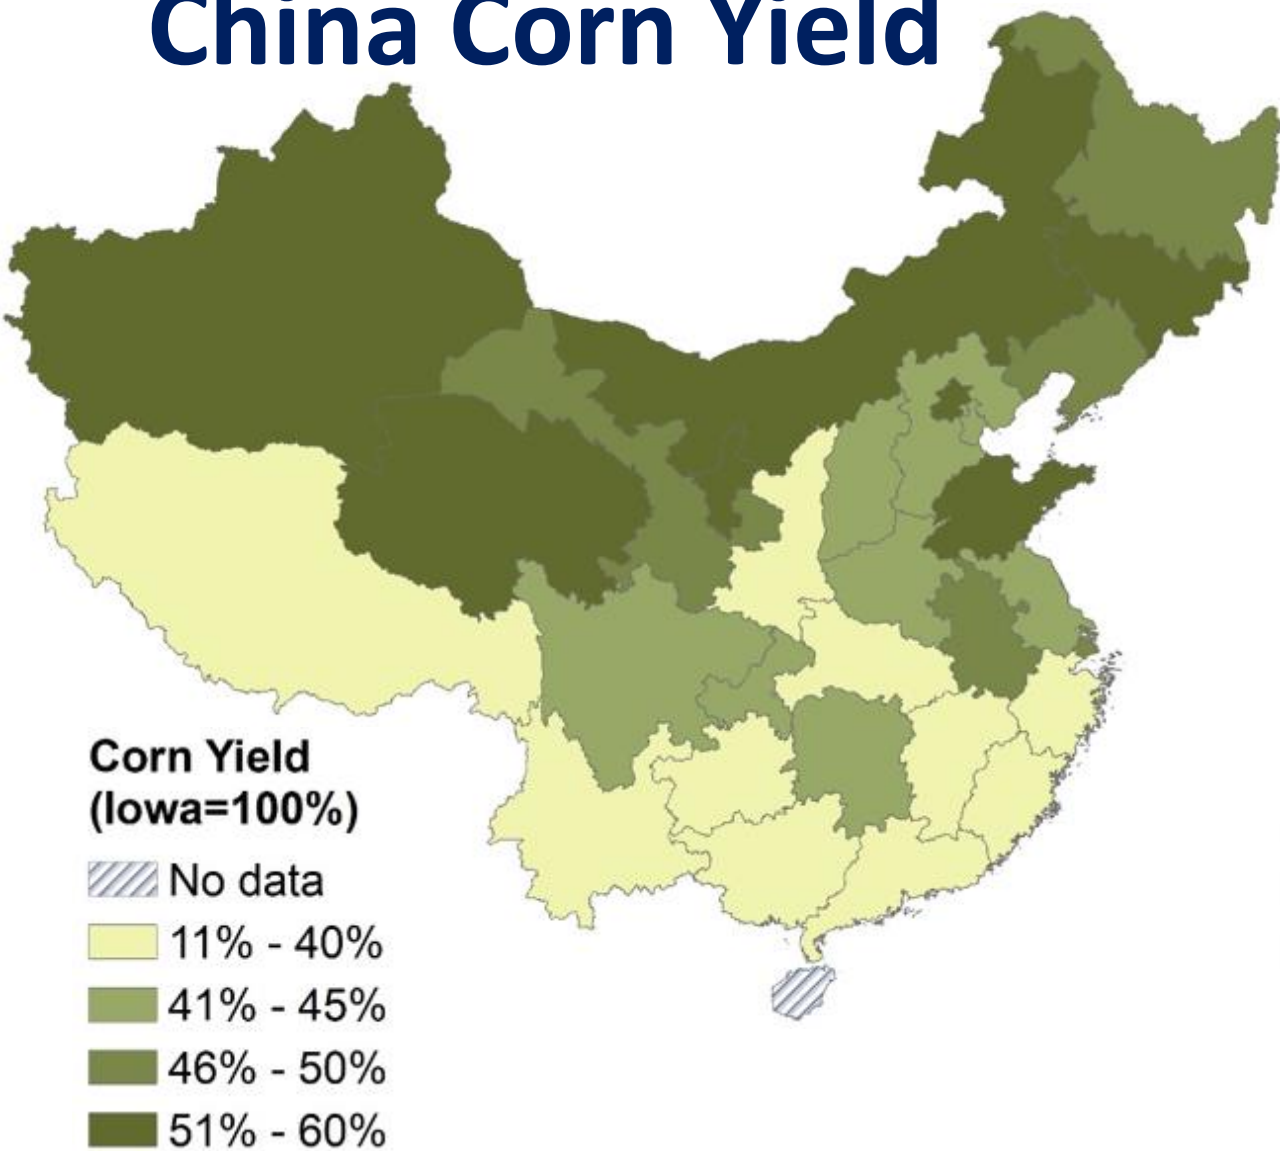 China Corn Yield
Corn Yield
(Iowa=100%)
No data
11% - 40%
41% - 45%
46% - 50%
51% - 60%